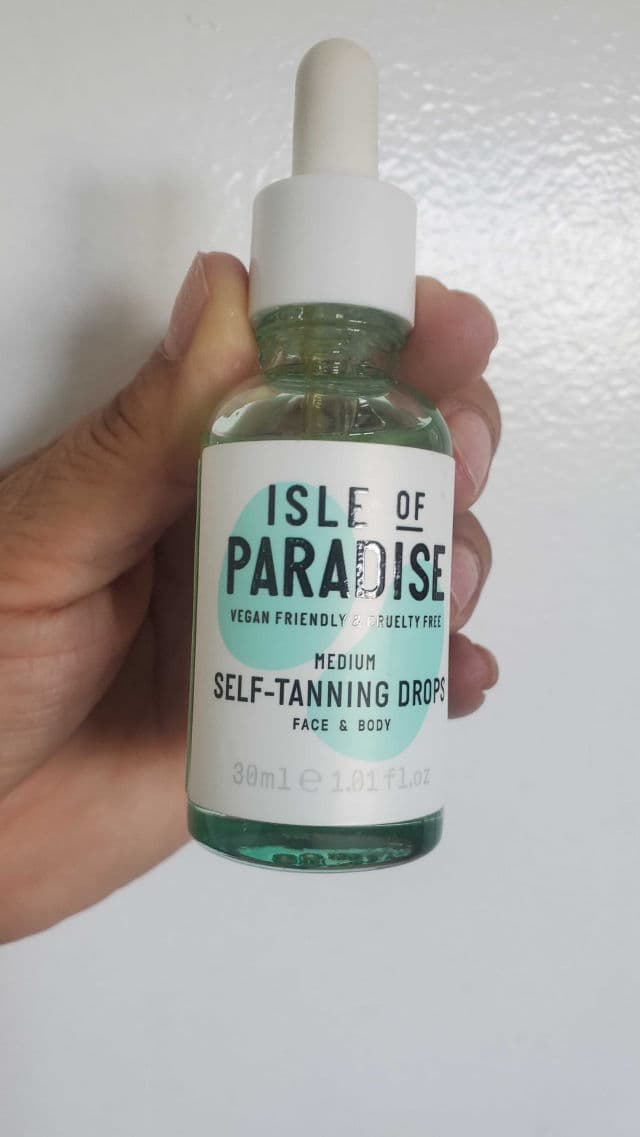 ISLE OF
PARADISE
VEGAN FRIENDLY & CRUELTY FREE
MEDIUM
SELF-TANNING DROPS
FACE & BODY
30ml ℮ 1.01 fl.oz